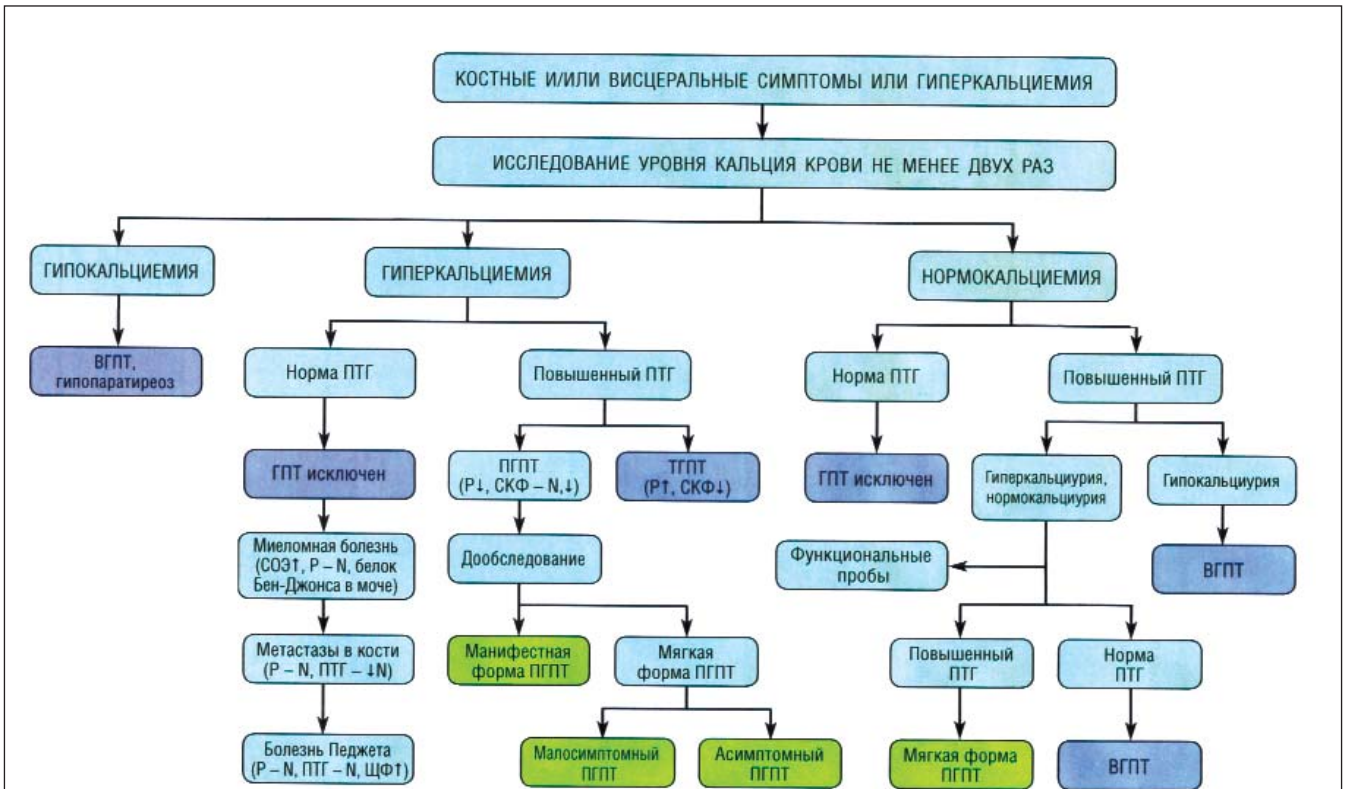 КОСТНЫЕ И/ИЛИ ВИСЦЕРАЛЬНЫЕ СИМПТОМЫ ИЛИ ГИПЕРКАЛЬЦИЕМИЯ
ИССЛЕДОВАНИЕ УРОВНЯ КАЛЬЦИЯ КРОВИ НЕ МЕНЕЕ ДВУХ РАЗ
ГИПОКАЛЬЦИЕМИЯ
ГИПЕРКАЛЬЦИЕМИЯ
НОРМОКАЛЬЦИЕМИЯ
ВГПТ,
гипопаратиреоз
Норма ПТГ
Повышенный ПТГ
Норма ПТГ
Повышенный ПТГ
ГПТ исключен
ПГПТ
(P↓, СКФ – N,↓)
ТГПТ
(P↑, СКФ↓)
ГПТ исключен
Гиперкальциурия,
нормокальциурия
Гипокальциурия
Миеломная болезнь
(СОЭ↑, P – N, белок
Бен-Джонса в моче)
Дообследование
Функциональные
пробы
ВГПТ
Метастазы в кости
(P – N, ПТГ – ↓N)
Манифестная
форма ПГПТ
Мягкая
форма ПГПТ
Повышенный
ПТГ
Норма
ПТГ
Болезнь Педжета
(P – N, ПТГ – N, ЩФ↑)
Малосимптомный
ПГПТ
Асимптомный
ПГПТ
Мягкая форма
ПГПТ
ВГПТ